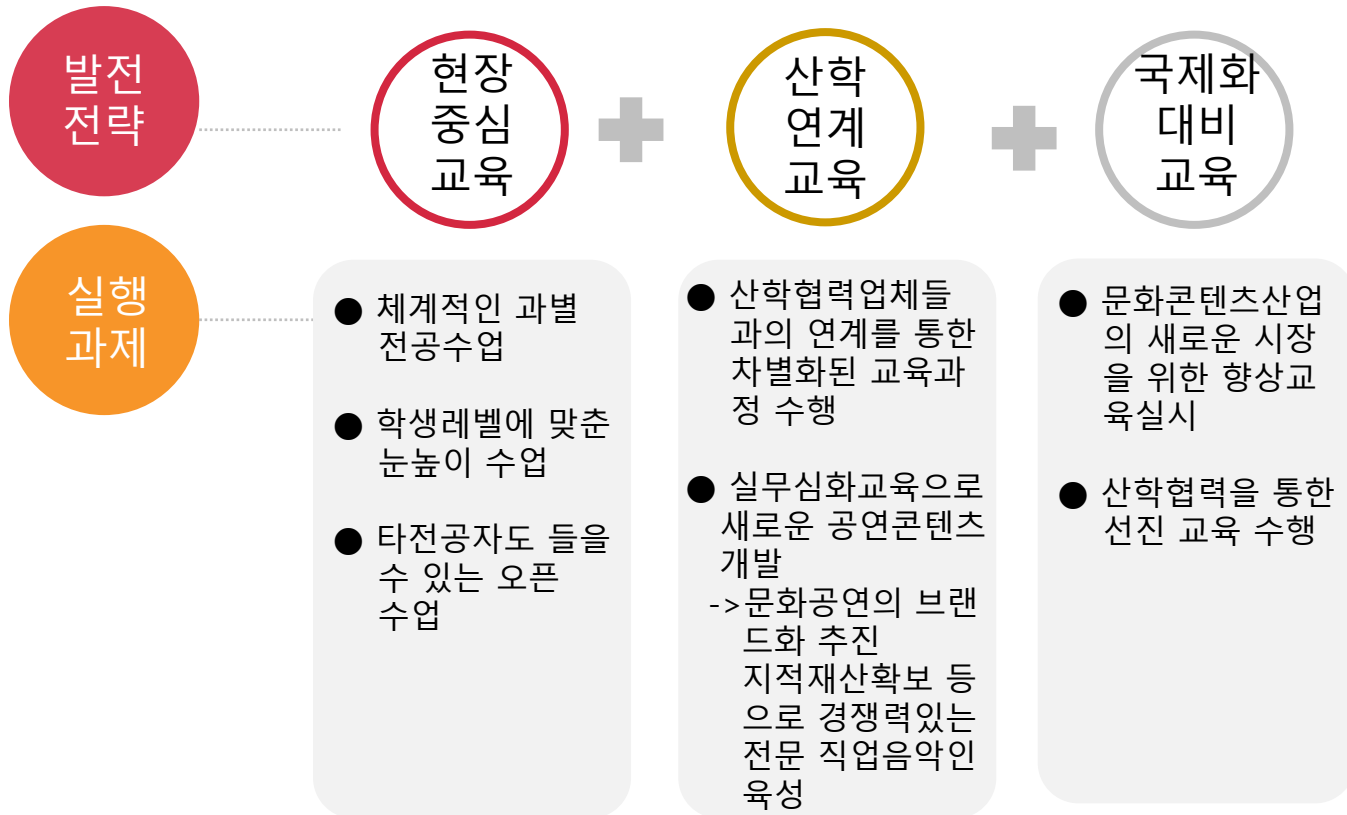 발전
전략
현장
중심
교육
산학
연계
교육
국제화
대비
교육
실행
과제
● 체계적인 과별
전공수업
● 학생레벨에 맞춘
눈높이 수업
● 타전공자도 들을
수 있는 오픈
수업
● 산학협력업체들
과의 연계를 통한
차별화된 교육과
정 수행
● 실무심화교육으로
새로운 공연콘텐츠
개발
->문화공연의 브랜
드화 추진
지적재산확보 등
으로 경쟁력있는
전문 직업음악인
육성
● 문화콘텐츠산업
의 새로운 시장
을 위한 향상교
육실시
● 산학협력을 통한
선진 교육 수행